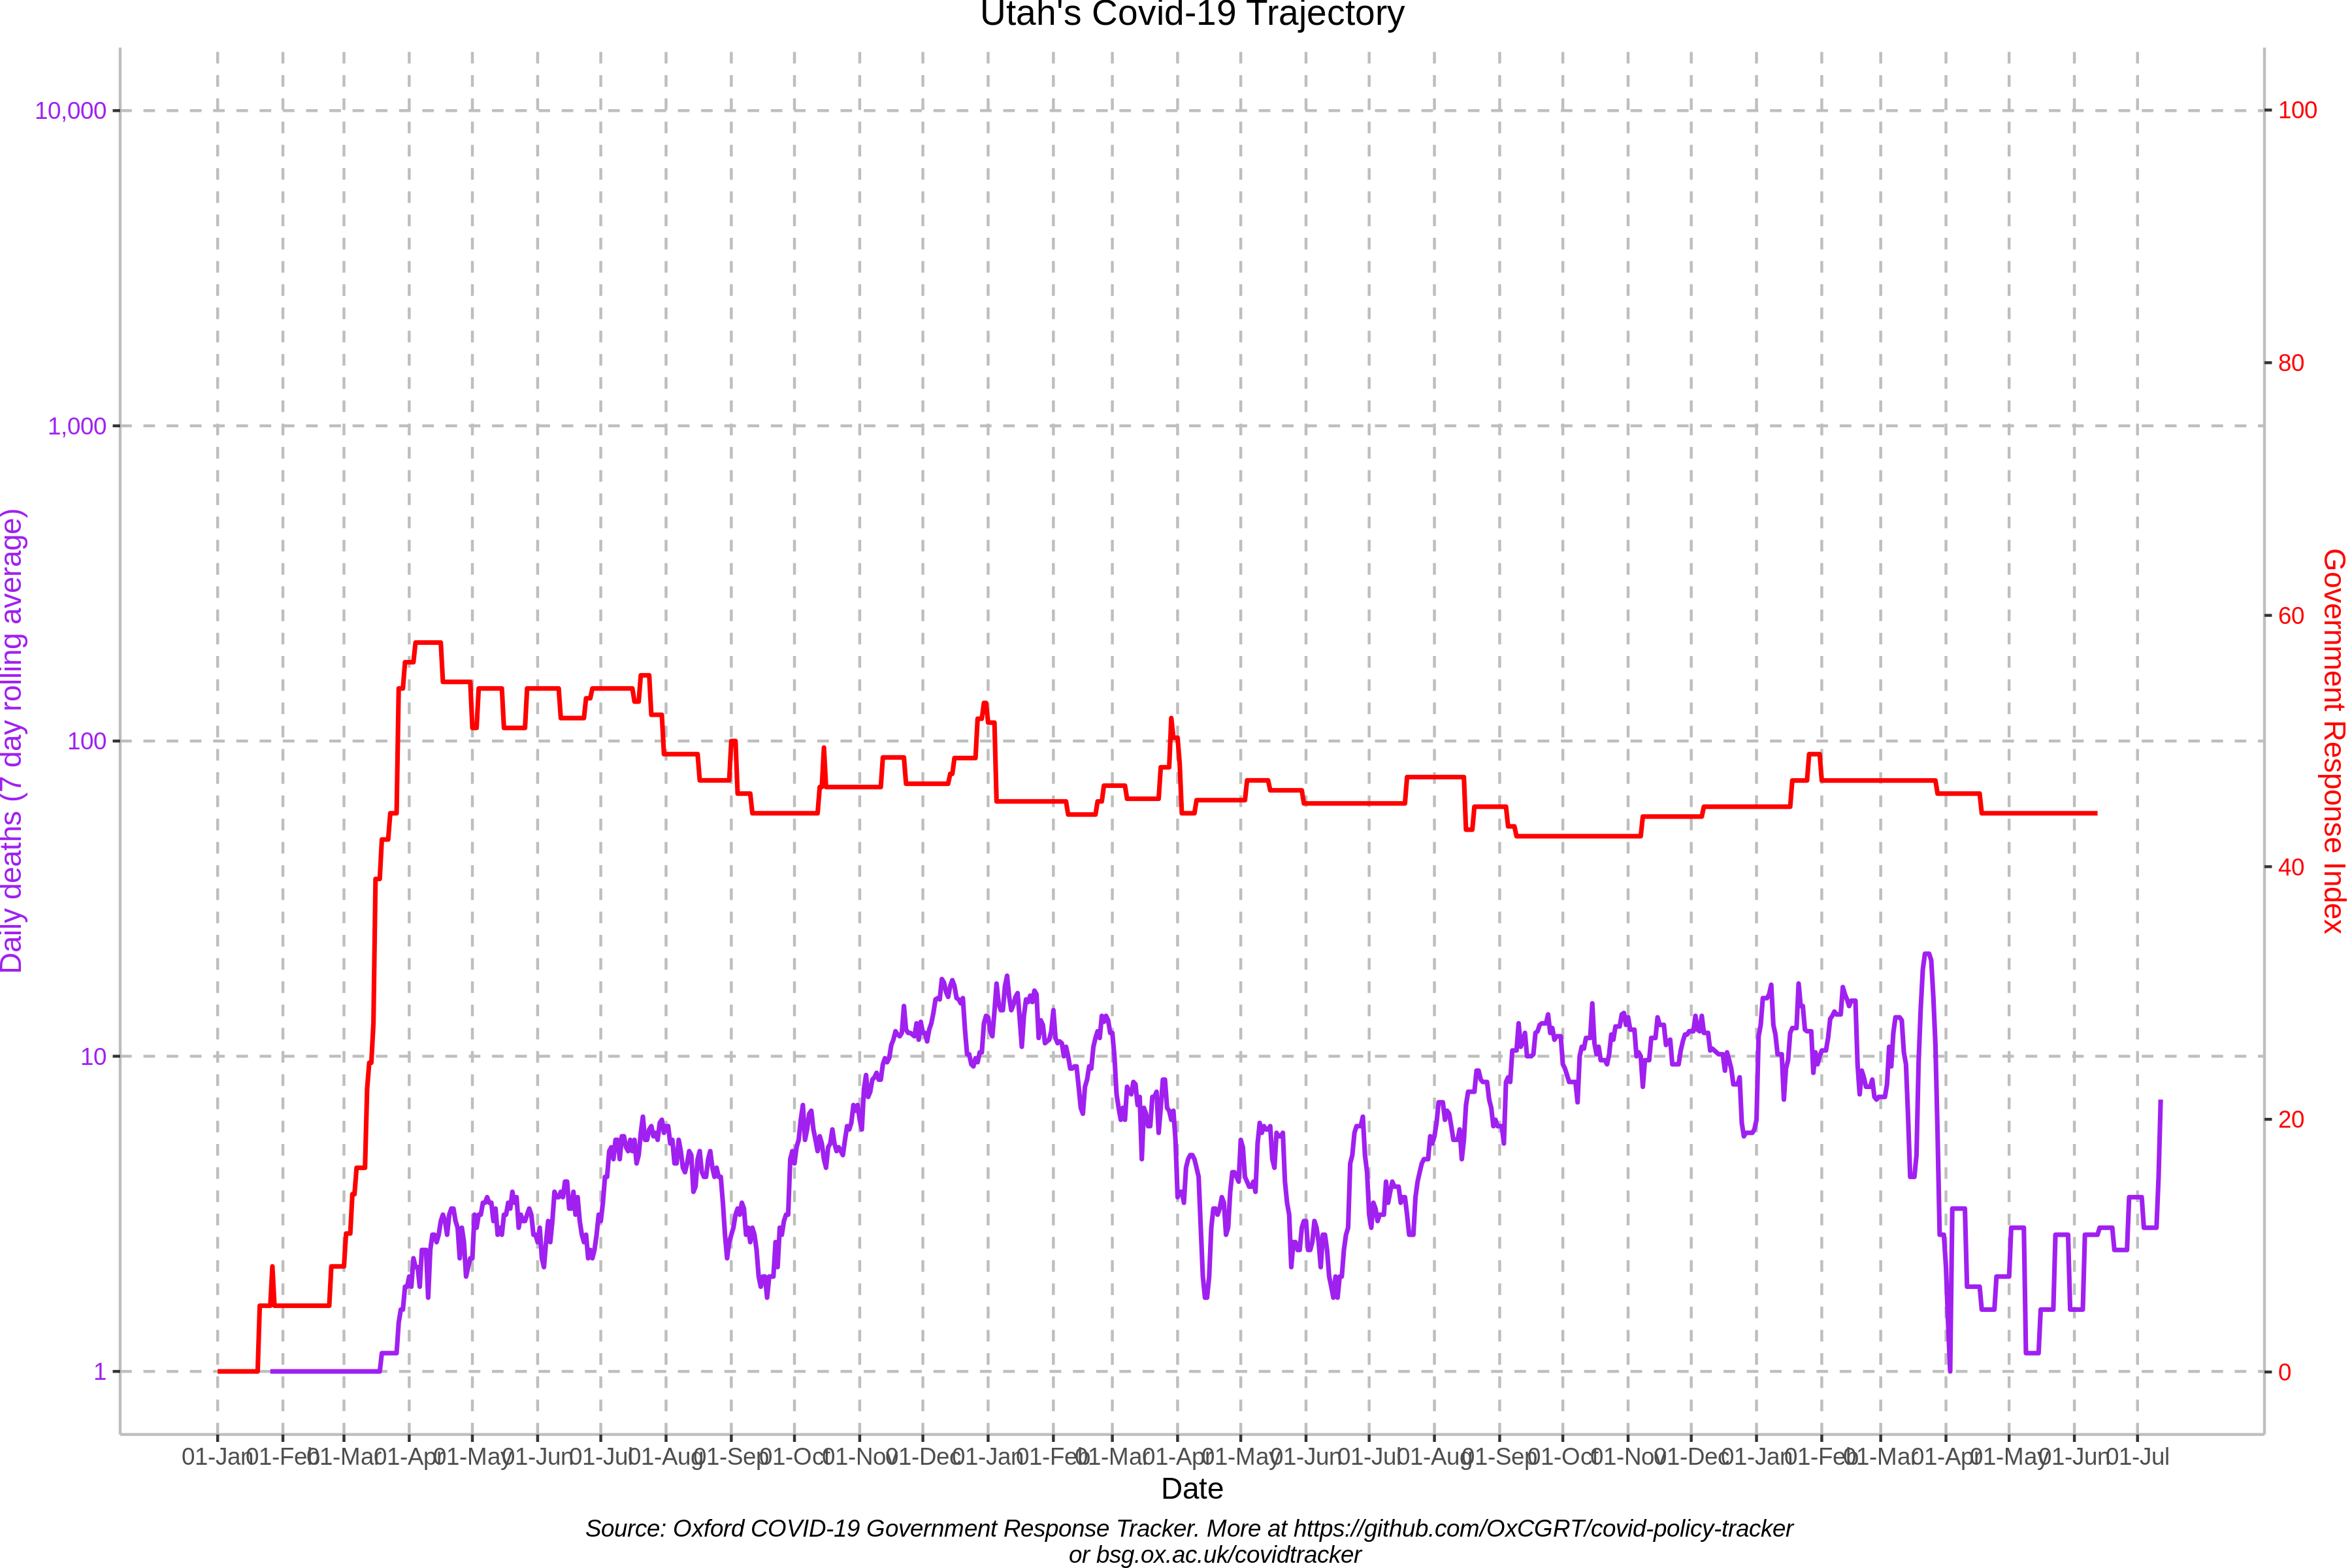 Utah's Covid-19 Trajectory
10,000
1,000
100
10
1
Daily deaths (7 day rolling average)
100
80
60
40
20
0
Government Response Index
01-Jan 01-Feb 01-Mar 01-Apr 01-May 01-Jun 01-Jul 01-Aug 01-Sep 01-Oct 01-Nov 01-Dec 01-Jan 01-Feb 01-Mar 01-Apr 01-May 01-Jun 01-Jul 01-Aug 01-Sep 01-Oct 01-Nov 01-Dec 01-Jan 01-Feb 01-Mar 01-Apr 01-May 01-Jun 01-Jul
Date
Source: Oxford COVID-19 Government Response Tracker. More at https://github.com/OxCGRT/covid-policy-tracker
or bsg.ox.ac.uk/covidtracker